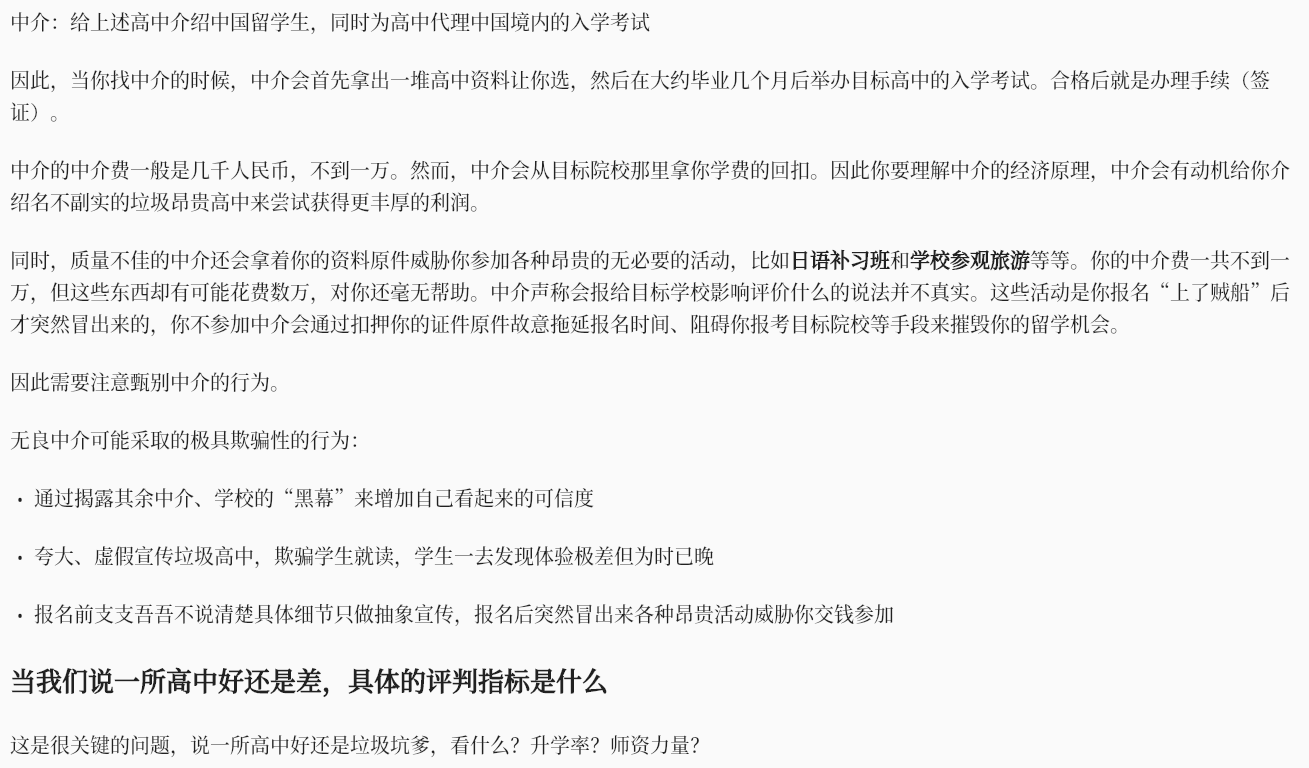 中介：给上述高中介绍中国留学生，同时为高中代理中国境内的入学考试
因此，当你找中介的时候，中介会首先拿出一堆高中资料让你选，然后在大约毕业几个月后举办目标高中的入学考试。合格后就是办理手续（签
证）。
中介的中介费一般是几千人民币，不到一万。然而，中介会从目标院校那里拿你学费的回扣。因此你要理解中介的经济原理，中介会有动机给你介
绍名不副实的垃圾昂贵高中来尝试获得更丰厚的利润。
同时，质量不佳的中介还会拿着你的资料原件威胁你参加各种昂贵的无必要的活动，比如日语补习班和学校参观旅游等等。你的中介费一共不到一
万，但这些东西却有可能花费数万，对你还毫无帮助。中介声称会报给目标学校影响评价什么的说法并不真实。这些活动是你报名“上了贼船”后
才突然冒出来的，你不参加中介会通过扣押你的证件原件故意拖延报名时间、阻碍你报考目标院校等手段来摧毁你的留学机会。
因此需要注意甄别中介的行为。
无良中介可能采取的极具欺骗性的行为：
• 通过揭露其余中介、学校的“黑幕”来增加自己看起来的可信度
• 夸大、虚假宣传垃圾高中，欺骗学生就读，学生一去发现体验极差但为时已晚
• 报名前支支吾吾不说清楚具体细节只做抽象宣传，报名后突然冒出来各种昂贵活动威胁你交钱参加
当我们说一所高中好还是差，具体的评判指标是什么
这是很关键的问题，说一所高中好还是垃圾坑爹，看什么？升学率？师资力量？